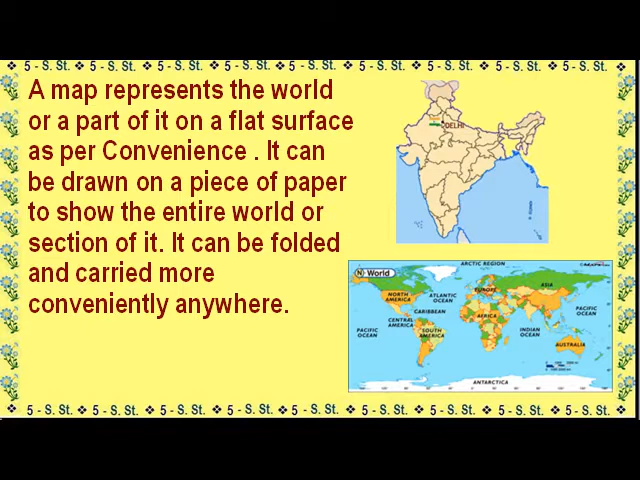 5 - S. St. ❖ 5 - S. St. ❖ 5 - S. St. ❖ 5 - S. St. ❖ 5 - S. St. ❖ 5 - S. St. ❖ 5 - S. St. ❖ 5 - S. St. ❖ 5 - S. St. ❖
A map represents the world
or a part of it on a flat surface
as per Convenience . It can
be drawn on a piece of paper
to show the entire world or
section of it. It can be folded
and carried more
conveniently anywhere.
DELHI
ARCTIC REGION
N World
NORTH
AMERICA
ATLANTIC
OCEAN
EUROPE
ASIA
CARIBBEAN
CENTRAL
AMERICA
AFRICA
PACIFIC
OCEAN
PACIFIC
OCEAN
SOUTH
AMERICA
INDIAN
OCEAN
AUSTRALIA
ANTARCTICA
❖ 5 - S. St. ❖ 5 - S. St. ❖ 5 - S. St. ❖ 5 - S. St. ❖ 5 - S. St. ❖ 5 - S. St. ❖ 5 - S. St. ❖ 5 - S. St. ❖ 5 - S. St. ❖